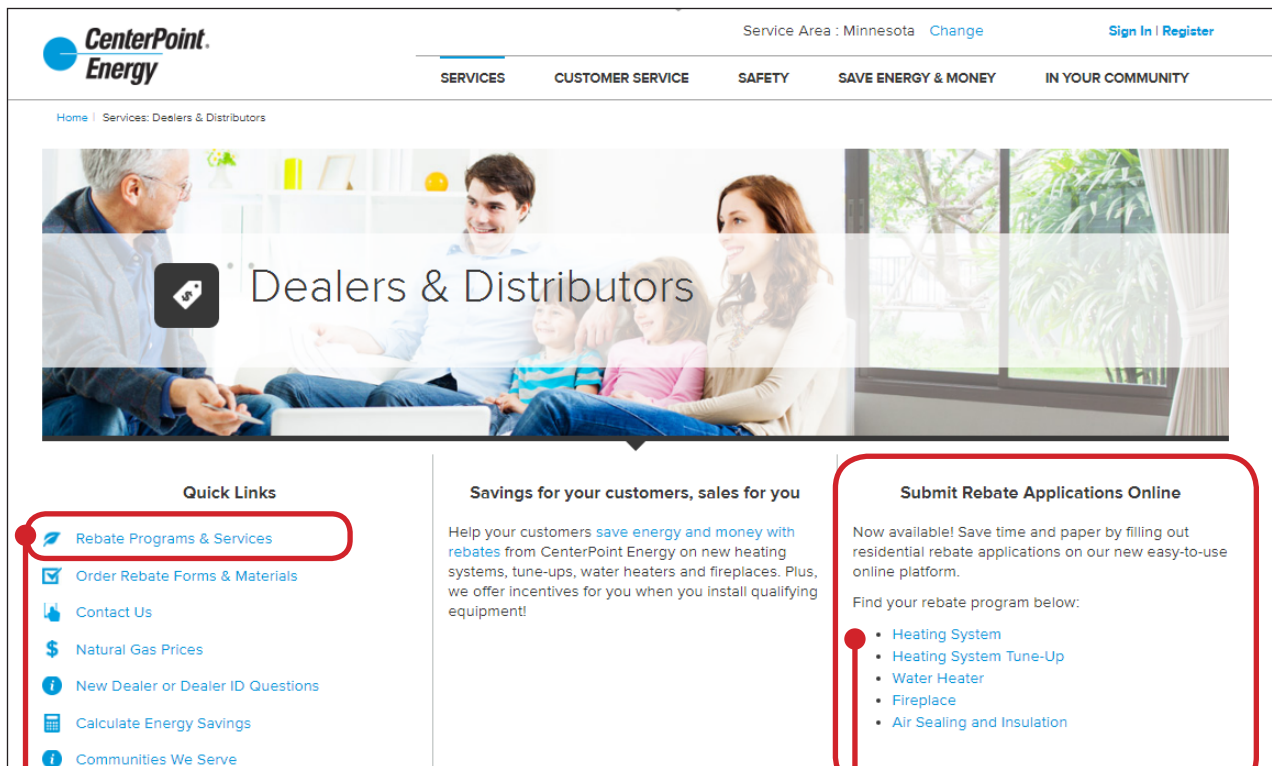 CenterPoint.
Energy
Service Area : Minnesota Change
Sign In | Register
SERVICES CUSTOMER SERVICE SAFETY SAVE ENERGY & MONEY IN YOUR COMMUNITY
Home | Services: Dealers & Distributors
Dealers & Distributors
Quick Links
Rebate Programs & Services
Order Rebate Forms & Materials
Contact Us
Natural Gas Prices
New Dealer or Dealer ID Questions
Calculate Energy Savings
Communities We Serve
Savings for your customers, sales for you
Help your customers save energy and money with
rebates from CenterPoint Energy on new heating
systems, tune-ups, water heaters and fireplaces. Plus,
we offer incentives for you when you install qualifying
equipment!
Submit Rebate Applications Online
Now available! Save time and paper by filling out
residential rebate applications on our new easy-to-use
online platform.
Find your rebate program below:
• Heating System
• Heating System Tune-Up
• Water Heater
• Fireplace
• Air Sealing and Insulation